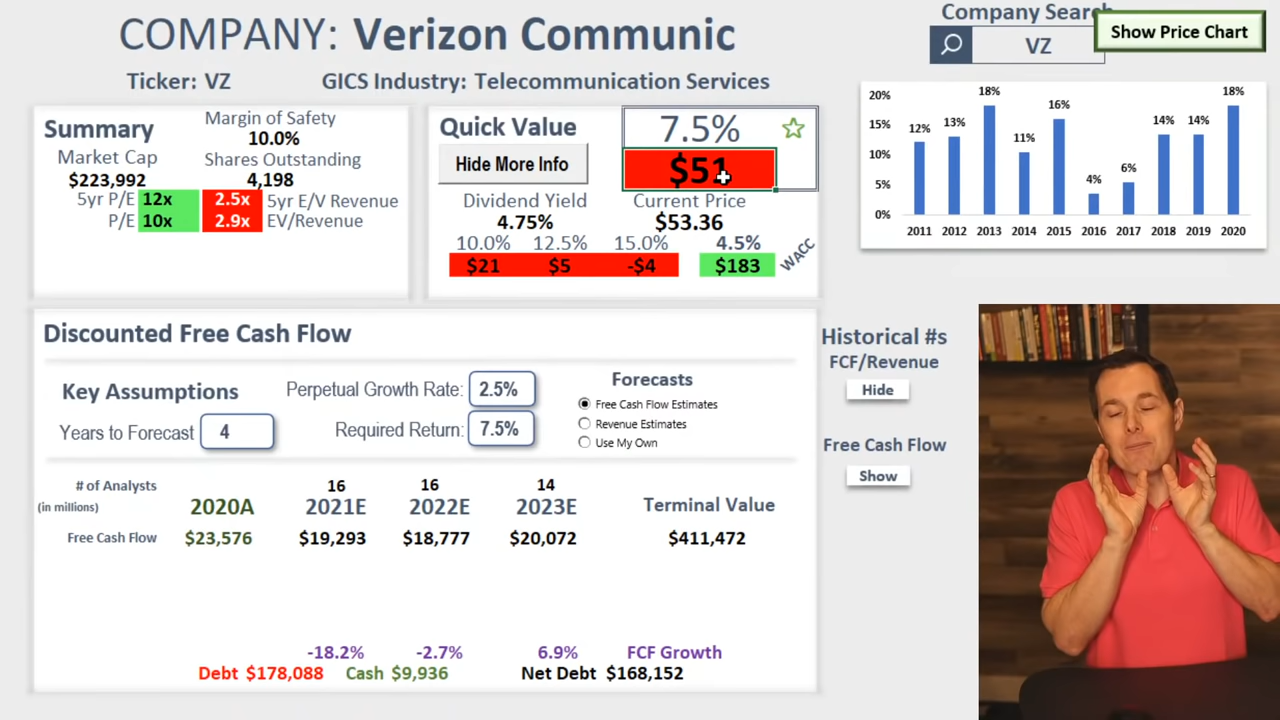 COMPANY: Verizon Communic
Ticker: VZ GICS Industry: Telecommunication Services
Company Search
VZ
Show Price Chart
Summary
Margin of Safety
10.0%
Market Cap Shares Outstanding
$223,992 4,198
5yr P/E 12x 2.5x 5yr E/V Revenue
P/E 10x 2.9x EV/Revenue
Quick Value 7.5%
Hide More Info $51
Dividend Yield Current Price
4.75% $53.36
10.0% 12.5% 15.0% 4.5%
$21 $5 -$4 $183 WACC
20%
15%
10%
5%
0%
12% 13% 18% 11% 16% 4% 6% 14% 14% 18%
2011 2012 2013 2014 2015 2016 2017 2018 2019 2020
Discounted Free Cash Flow
Key Assumptions
Years to Forecast 4
Perpetual Growth Rate: 2.5%
Required Return: 7.5%
Forecasts
Free Cash Flow Estimates
Revenue Estimates
Use My Own
# of Analysts 16 16 14
(in millions) 2020A 2021E 2022E 2023E Terminal Value
Free Cash Flow $23,576 $19,293 $18,777 $20,072 $411,472
-18.2% -2.7% 6.9% FCF Growth
Debt $178,088 Cash $9,936 Net Debt $168,152
Historical #s
FCF/Revenue
Hide
Free Cash Flow
Show